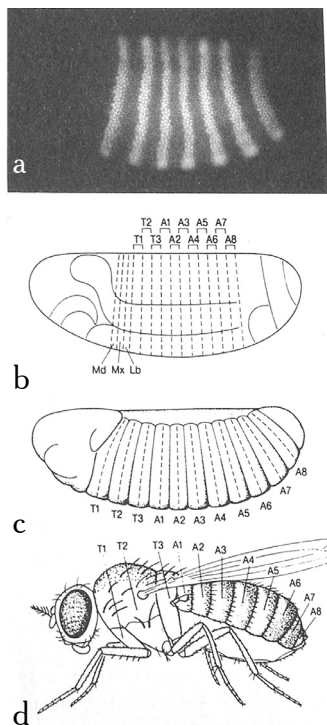 a
T2 A1 A3 A5 A7
T1 T3 A2 A4 A6 A8
Md Mx Lb
b
T1 T2 T3 A1 A2 A3 A4 A5 A6 A7 A8
c
T1 T2 T3 A1 A2 A3 A4 A5 A6 A7 A8
d